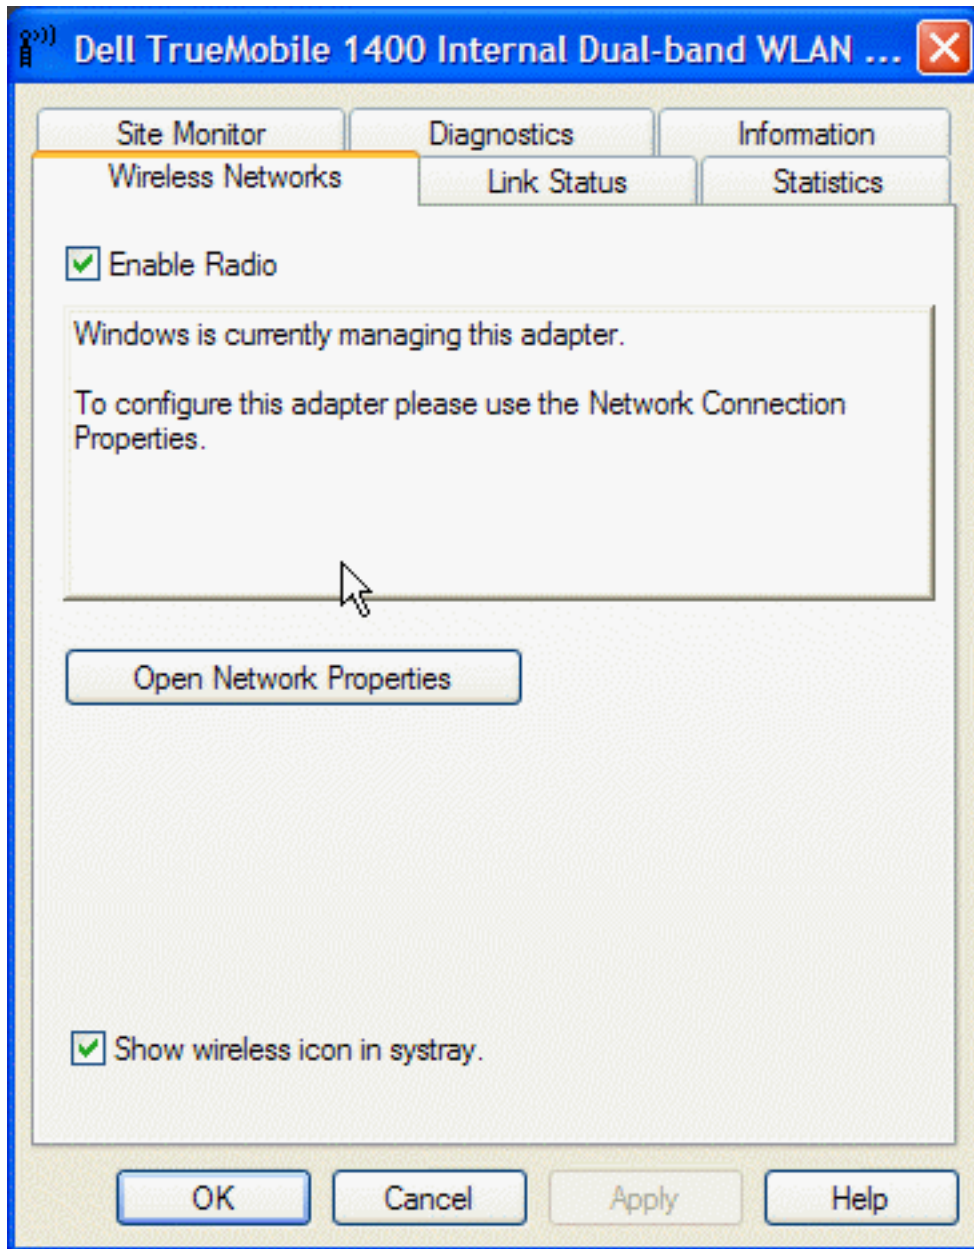 Dell TrueMobile 1400 Internal Dual-band WLAN ...
Site Monitor
Diagnostics
Information
Wireless Networks
Link Status
Statistics
Enable Radio
Windows is currently managing this adapter.
To configure this adapter please use the Network Connection
Properties.
Open Network Properties
Show wireless icon in systray.
OK
Cancel
Apply
Help